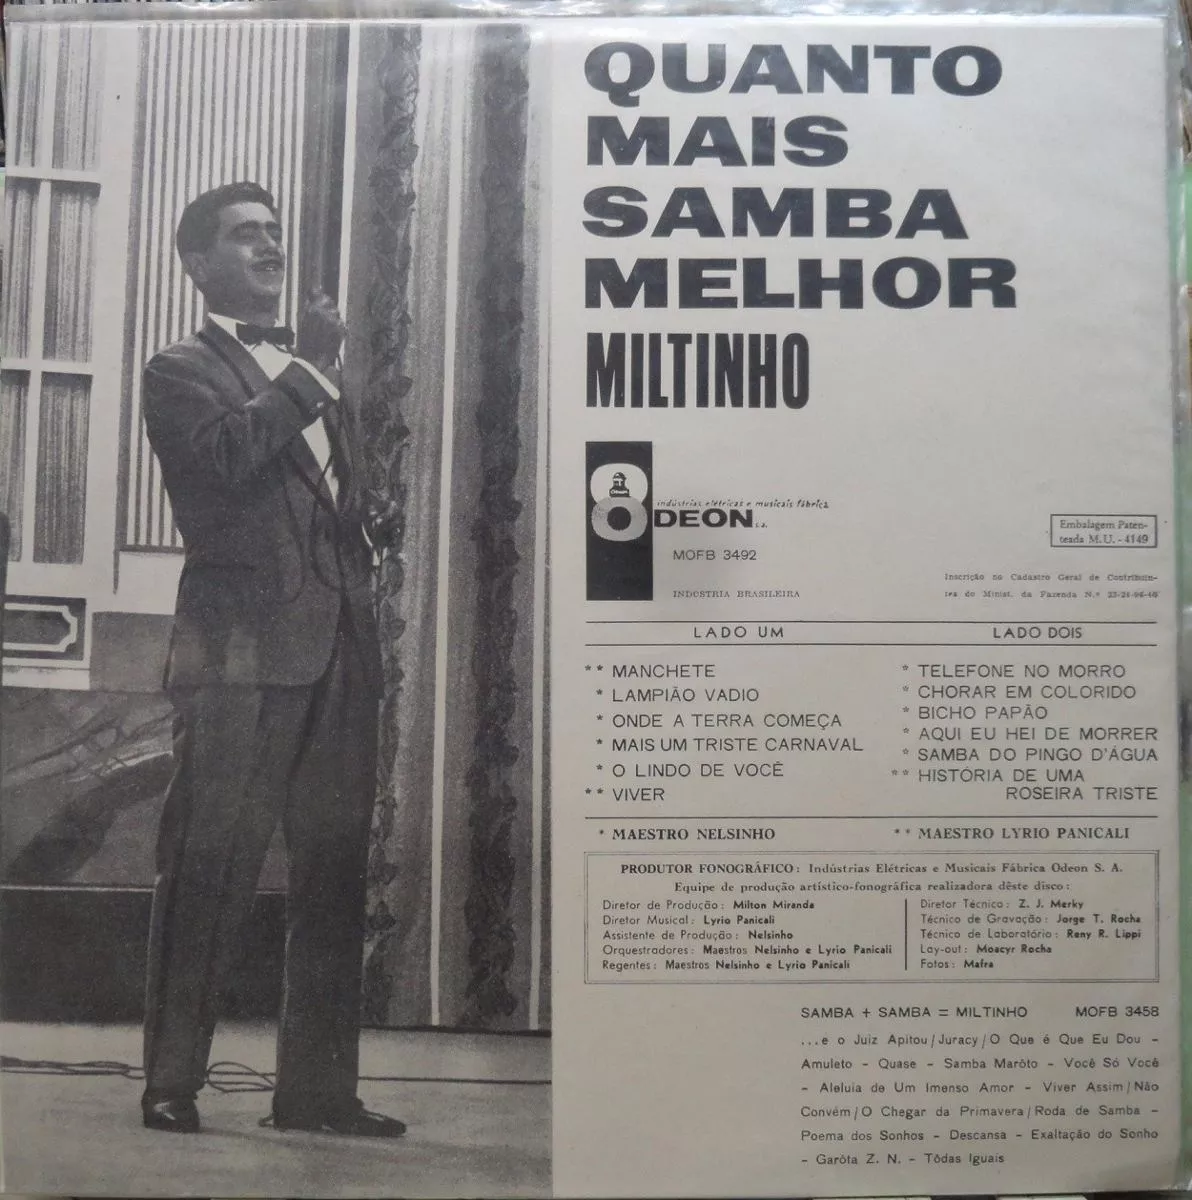 QUANTO
MAIS
SAMBA
MELHOR
MILTINHO
8
Odeon
indústrias elétricas e musicais fábrica
ODEON S.A.
MOFB 3492
INDÚSTRIA BRASILEIRA
Embalagem Paten-
teada M. U. - 4149
Inscrição no Cadastro Geral de Contribuin-
tes do Minist. da Fazenda N.º
LADO UM
** MANCHETE
* LAMPIÃO VADIO
* ONDE A TERRA COMEÇA
* MAIS UM TRISTE CARNAVAL
* O LINDO DE VOCÊ
** VIVER
LADO DOIS
* TELEFONE NO MORRO
* CHORAR EM COLORIDO
* BICHO PAPÃO
* AQUI EU HEI DE MORRER
* SAMBA DO PINGO D'ÁGUA
** HISTÓRIA DE UMA
ROSEIRA TRISTE
* MAESTRO NELSINHO
** MAESTRO LYRIO PANICALI
PRODUTOR FONOGRÁFICO: Indústrias Elétricas e Musicais Fábrica Odeon S. A.
Equipe de produção artístico-fonográfica realizadora dêste disco:
Diretor de Produção: Milton Miranda
Diretor Musical: Lyrio Panicali
Assistente de Produção: Nelsinho
Orquestradores: Maestros Nelsinho e Lyrio Panicali
Regentes: Maestros Nelsinho e Lyrio Panicali
Diretor Técnico: Z. J. Merky
Técnico de Gravação: Jorge T. Rocha
Técnico de Laboratório: Reny R. Lippi
Lay-out: Moacyr Rocha
Fotos: Mafra
SAMBA + SAMBA = MILTINHO MOFB 3458
...e o Juiz Apitou/Juracy/O Que é Que Eu Dou -
Amuleto - Quase - Samba Marôto - Você Só Você
- Aleluia de Um Imenso Amor - Viver Assim/Não
Convém/O Chegar da Primavera/Roda de Samba -
Poema dos Sonhos - Descansa - Exaltação do Sonho
- Garôta Z. N. - Tôdas Iguais